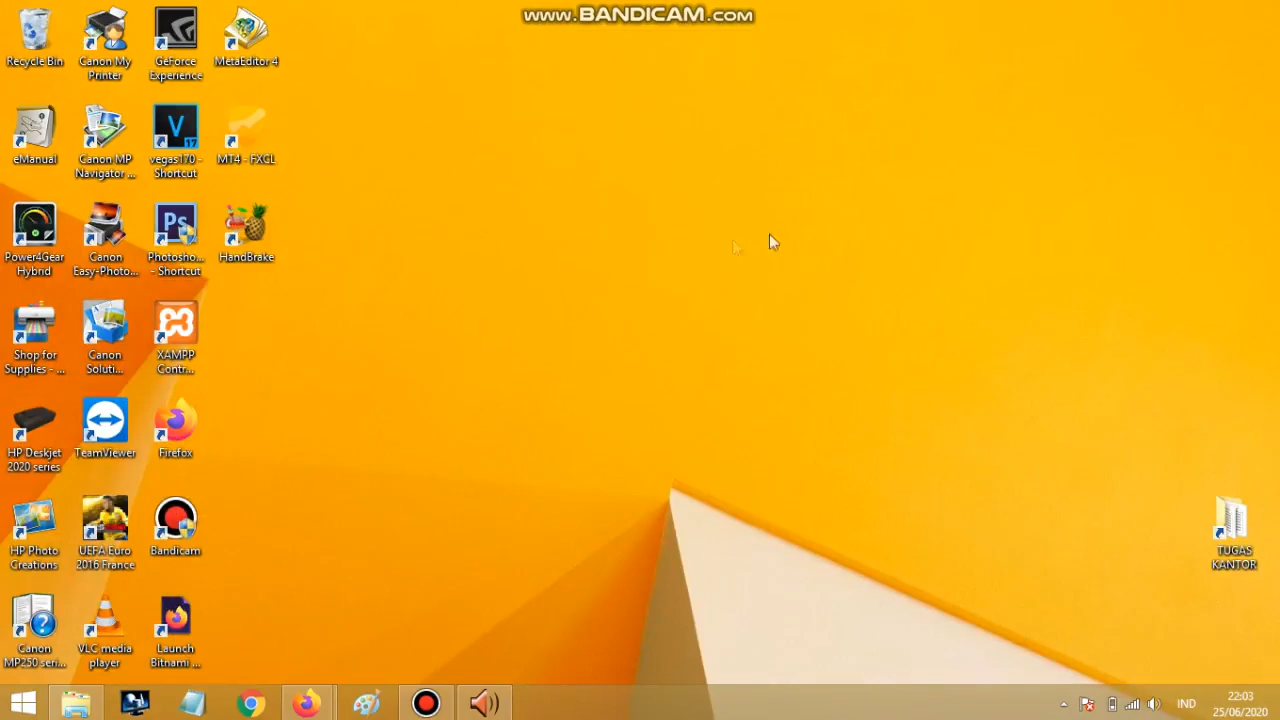 www.BANDICAM.com
Recycle Bin
Canon My
Printer
GeForce
Experience
MetaEditor 4
eManual
Canon MP
Navigator ...
vegas170 -
Shortcut
17
MT4 - FXCL
Power4Gear
Hybrid
Canon
Easy-Photo...
Ps
Photosho...
- Shortcut
HandBrake
Shop for
Supplies - ...
Canon
Soluti...
XAMPP
Contr...
HP Deskjet
2020 series
TeamViewer
Firefox
HP Photo
Creations
UEFA Euro
2016 France
Bandicam
TUGAS
KANTOR
Canon
MP250 seri...
VLC media
player
Launch
Bitnami ...
IND
22:03
25/06/2020